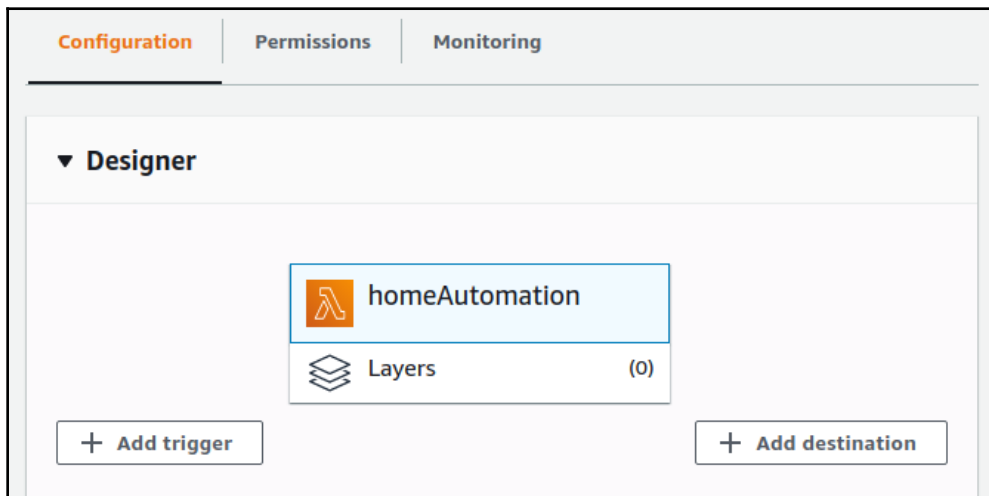 Configuration Permissions Monitoring
Designer
homeAutomation
Layers (0)
+ Add trigger + Add destination